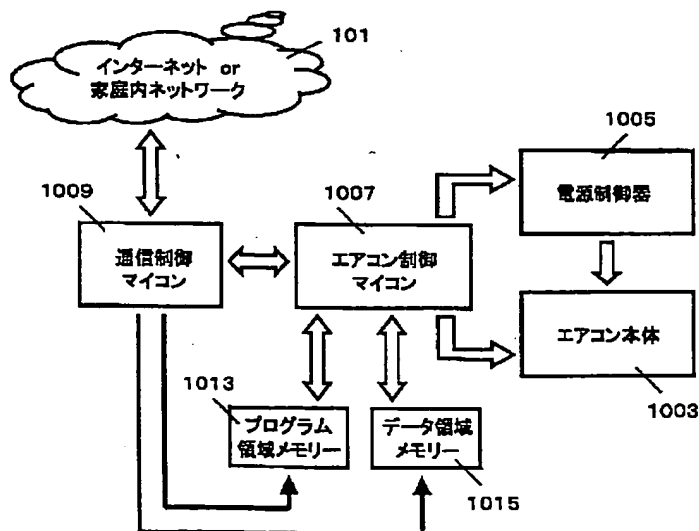 101
インターネット or
家庭内ネットワーク
1005
電源制御器
1009
通信制御
マイコン
1007
エアコン制御
マイコン
エアコン本体
1003
1013
プログラム
領域メモリー
データ領域
メモリー
1015